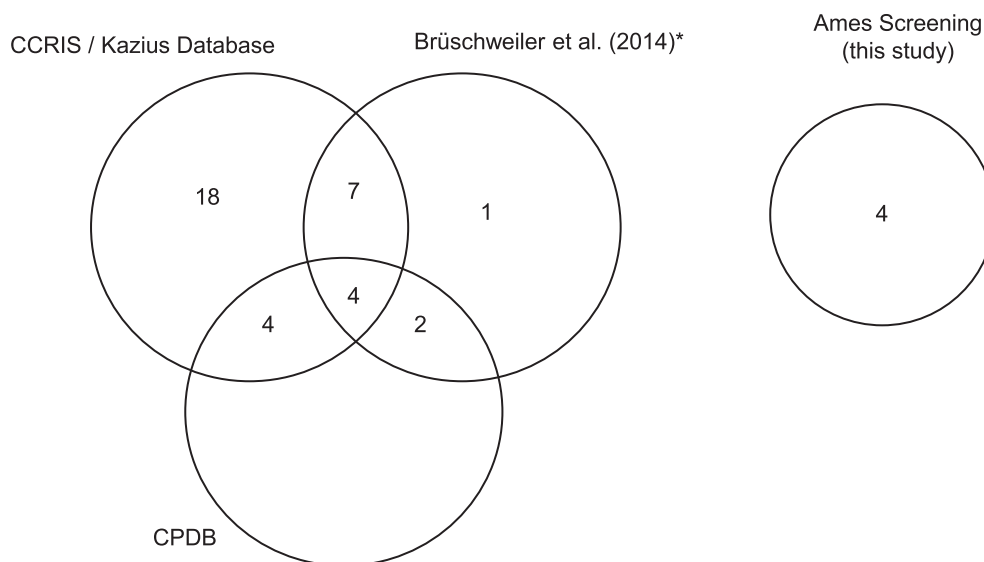 CCRIS / Kazius Database
Brüschweiler et al. (2014)*
Ames Screening
(this study)
18
7
1
4
4
4
2
CPDB